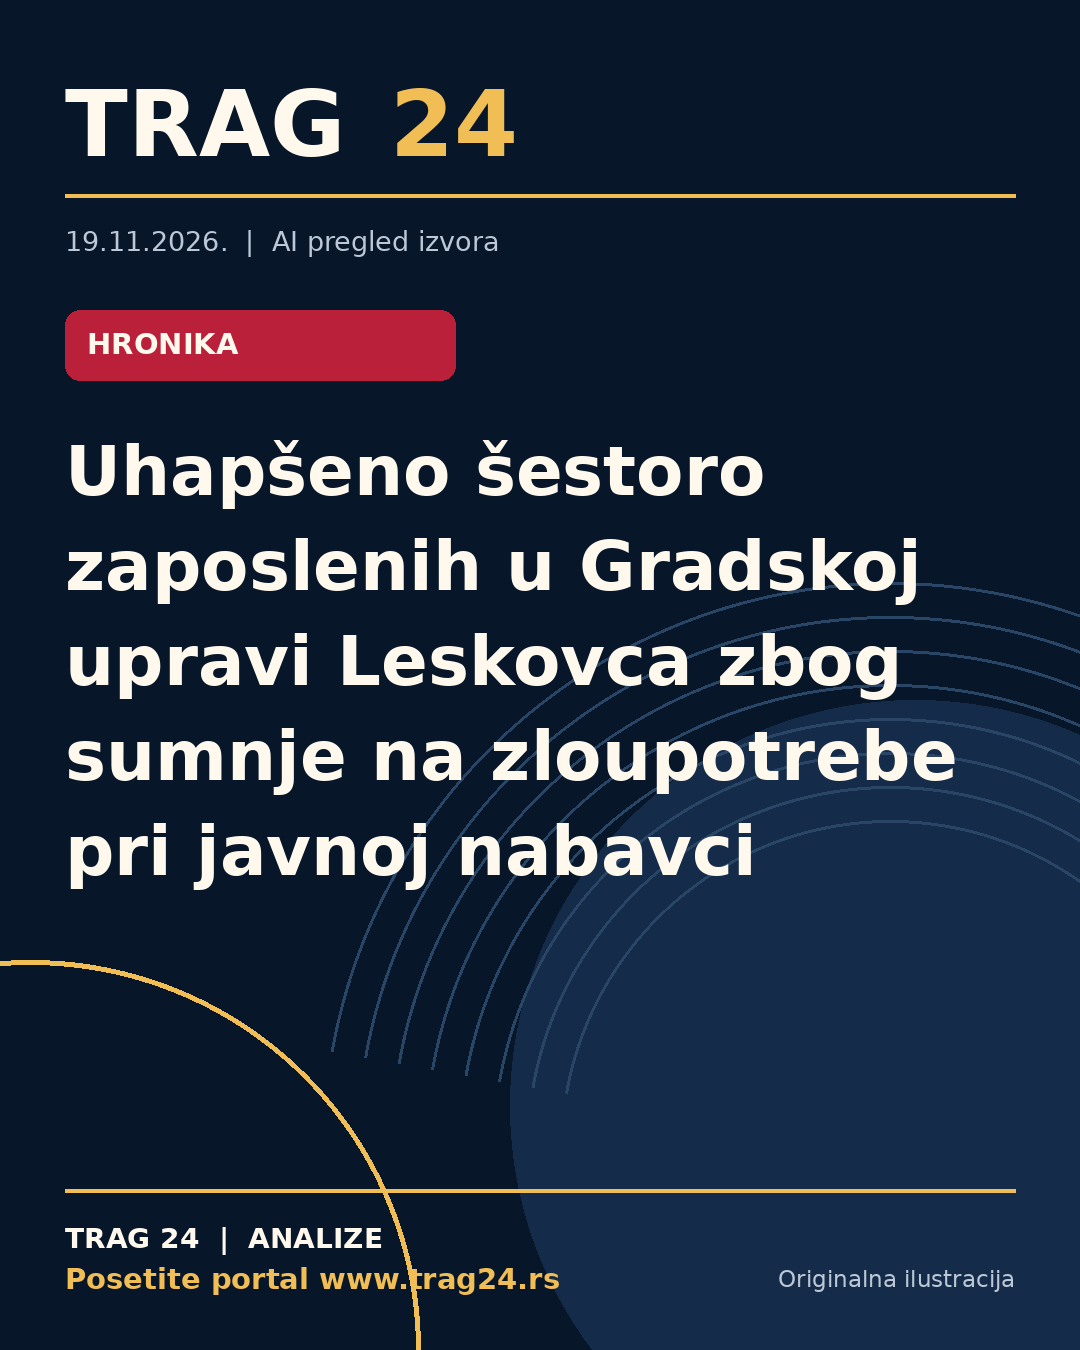 TRAG 24
19.11.2026. | AI pregled izvora
HRONIKA
Uhapšeno šestoro
zaposlenih u Gradskoj
upravi Leskovca zbog
sumnje na zloupotrebe
pri javnoj nabavci
TRAG 24 | ANALIZE
Posetite portal www.trag24.rs
Originalna ilustracija